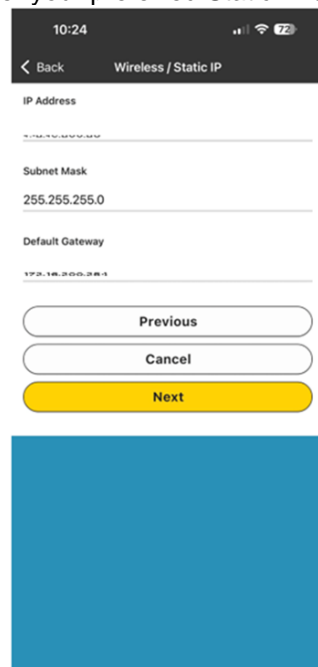 10:24
72
Back Wireless / Static IP
IP Address
Subnet Mask
255.255.255.0
Default Gateway
Previous
Cancel
Next